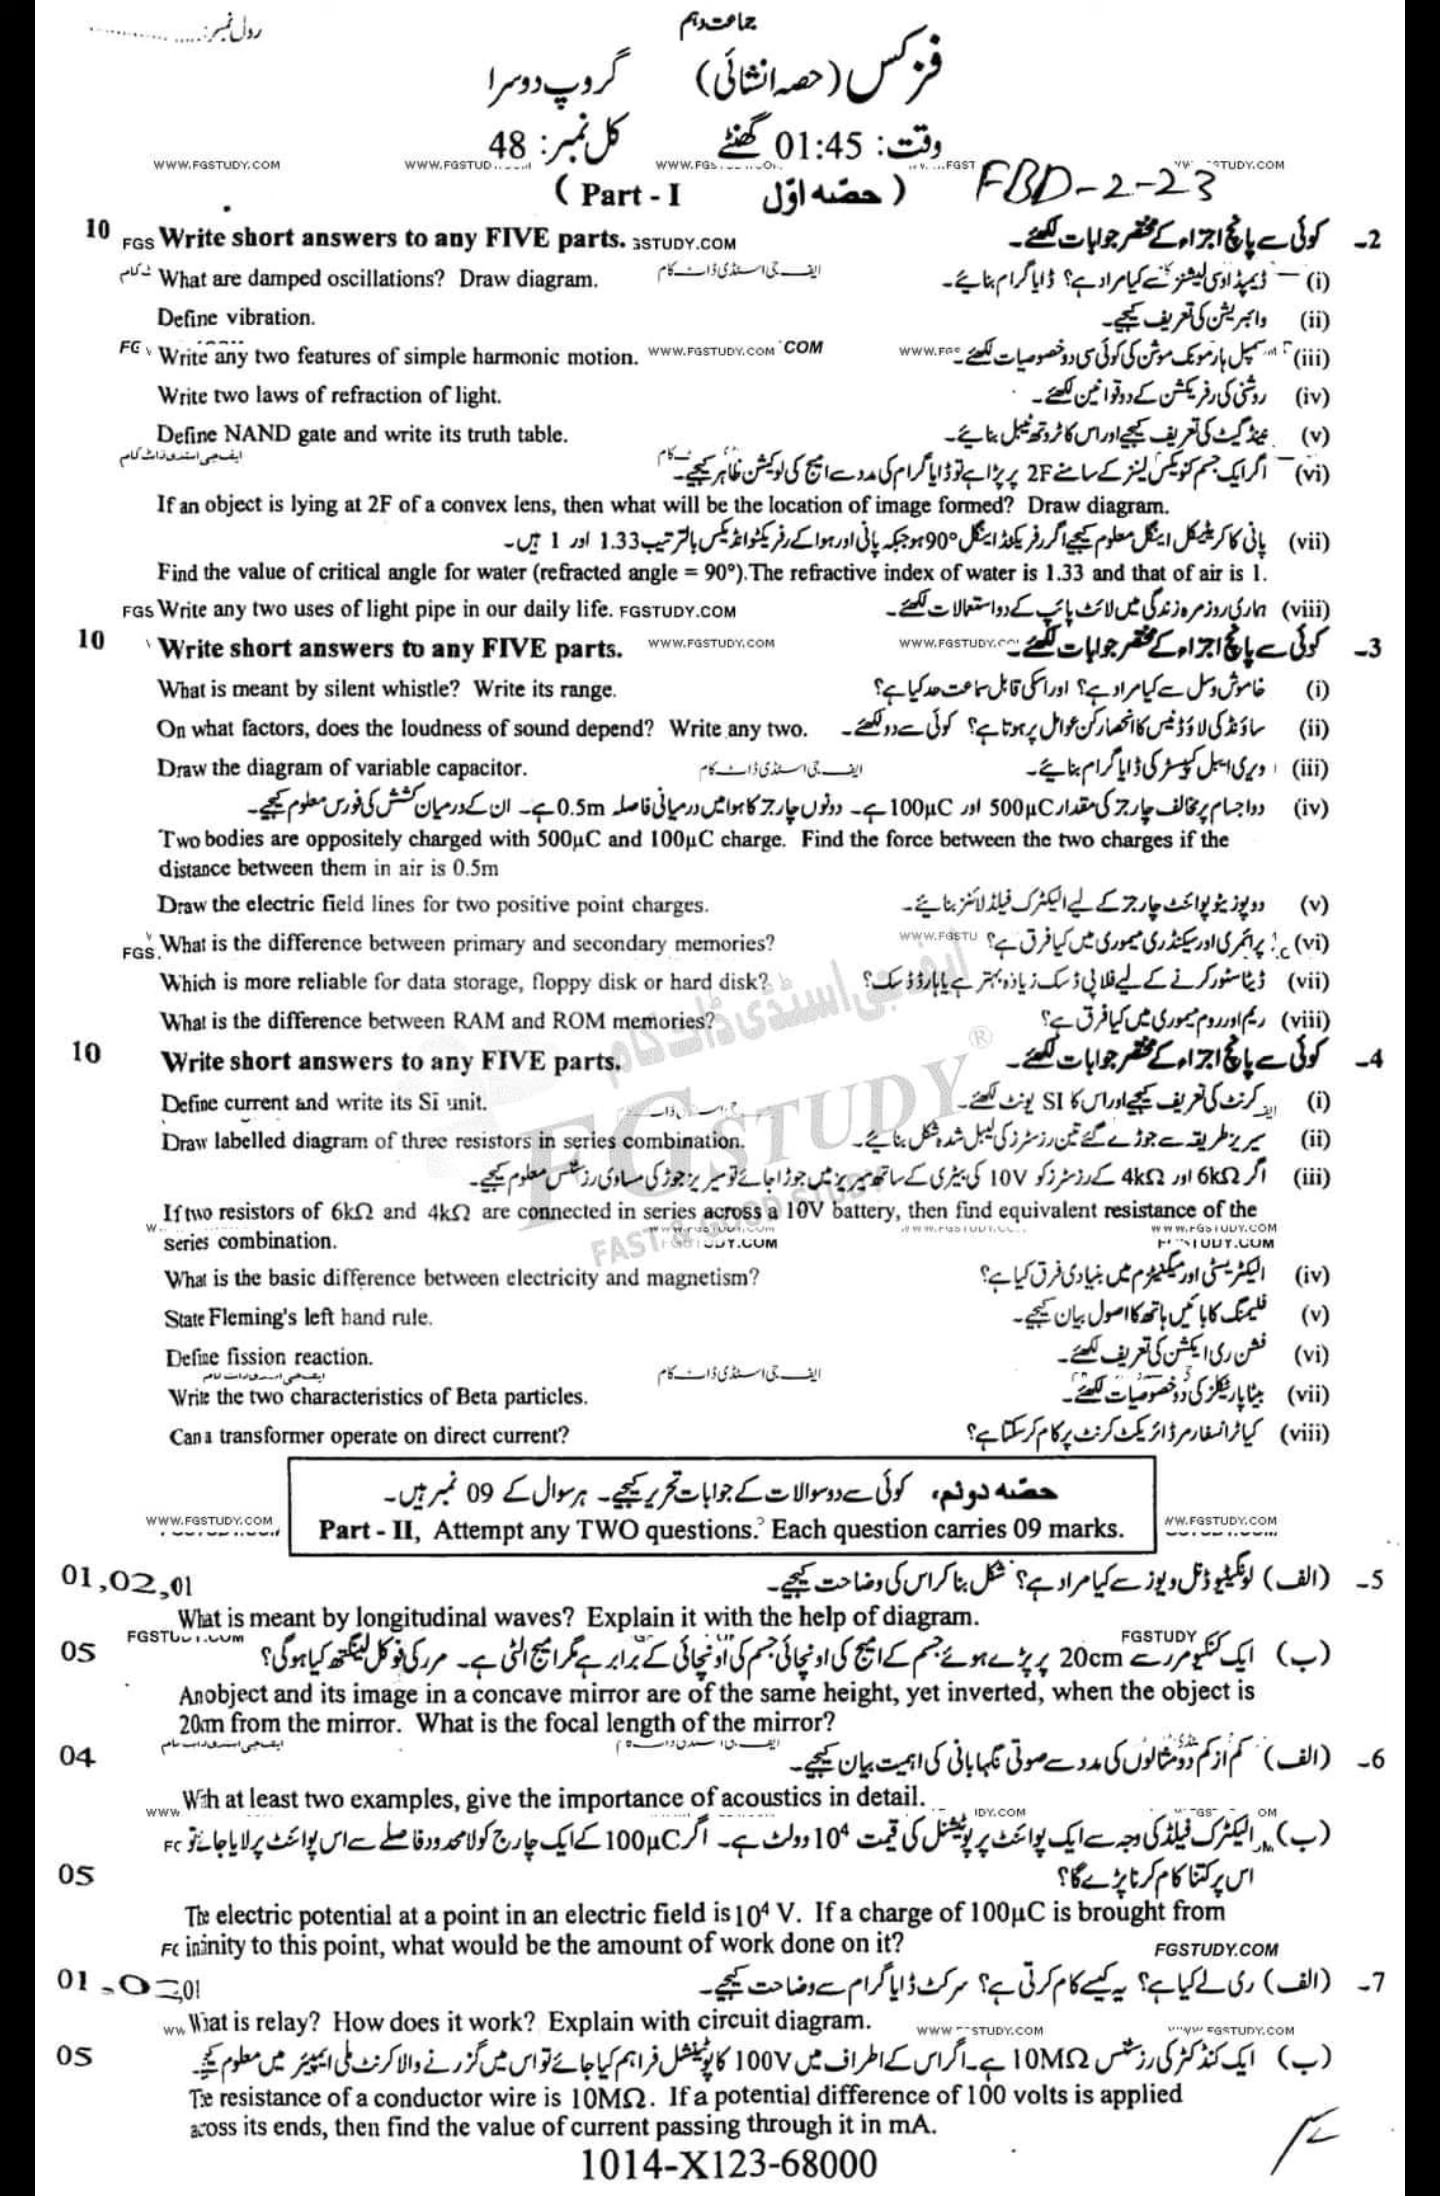 رول نمبر:
جماعت دہم
فزکس (حصہ انشائی) گروپ دوسرا
وقت: 01:45 گھنٹے کل نمبر: 48
WWW.FGSTUDY.COM
FBD-2-23
(Part - I حصّہ اوّل)
2- کوئی سے پانچ اجزاء کے مختصر جوابات لکھئے۔
10 Write short answers to any FIVE parts.
(i) ڈیمپڈ اوسی لیشنز سے کیا مراد ہے؟ ڈایاگرام بنایئے۔
What are damped oscillations? Draw diagram.
(ii) وائبریشن کی تعریف کیجیے۔
Define vibration.
(iii) سمپل ہارمونک موشن کی کوئی سی دو خصوصیات لکھئے۔
Write any two features of simple harmonic motion.
(iv) روشنی کی رفریکشن کے دو قوانین لکھئے۔
Write two laws of refraction of light.
(v) نینڈ گیٹ کی تعریف کیجیے اور اس کا ٹروتھ ٹیبل بنایئے۔
Define NAND gate and write its truth table.
(vi) اگر ایک جسم کنویکس لینز کے سامنے 2F پر پڑا ہے تو ڈایاگرام کی مدد سے امیج کی لوکیشن ظاہر کیجیے۔
If an object is lying at 2F of a convex lens, then what will be the location of image formed? Draw diagram.
(vii) پانی کا کریٹیکل اینگل معلوم کیجیے اگر رفریکٹڈ اینگل 90° ہو جبکہ پانی اور ہوا کے رفریکٹو انڈیکس بالترتیب 1.33 اور 1 ہیں۔
Find the value of critical angle for water (refracted angle = 90°).The refractive index of water is 1.33 and that of air is 1.
(viii) ہماری روزمرہ زندگی میں لائٹ پائپ کے دو استعمالات لکھئے۔
Write any two uses of light pipe in our daily life. FGSTUDY.COM
3- کوئی سے پانچ اجزاء کے مختصر جوابات لکھئے۔
10 Write short answers to any FIVE parts.
(i) خاموش وسل سے کیا مراد ہے؟ اور اسکی قابل سماعت حد کیا ہے؟
What is meant by silent whistle? Write its range.
(ii) ساؤنڈ کی لاؤڈنیس کا انحصار کن عوامل پر ہوتا ہے؟ کوئی سے دو لکھئے۔
On what factors, does the loudness of sound depend? Write any two.
(iii) ویری ایبل کپیسٹر کی ڈایاگرام بنایئے۔
Draw the diagram of variable capacitor.
(iv) دو اجسام پر مخالف چارج کی مقدار 500μC اور 100μC ہے۔ دونوں چارجز کا ہوا میں درمیانی فاصلہ 0.5m ہے۔ ان کے درمیان کشش کی فورس معلوم کیجیے۔
Two bodies are oppositely charged with 500μC and 100μC charge. Find the force between the two charges if the
distance between them in air is 0.5m
(v) دو پوزیٹو پوائنٹ چارجز کے لیے الیکٹرک فیلڈ لائنز بنایئے۔
Draw the electric field lines for two positive point charges.
(vi) پرائمری اور سیکنڈری میموری میں کیا فرق ہے؟
What is the difference between primary and secondary memories?
(vii) ڈیٹا سٹور کرنے کے لیے فلاپی ڈسک زیادہ بہتر ہے یا ہارڈ ڈسک؟
Which is more reliable for data storage, floppy disk or hard disk?
(viii) ریم اور روم میموری میں کیا فرق ہے؟
What is the difference between RAM and ROM memories?
4- کوئی سے پانچ اجزاء کے مختصر جوابات لکھئے۔
10 Write short answers to any FIVE parts.
(i) کرنٹ کی تعریف کیجیے اور اس کا SI یونٹ لکھئے۔
Define current and write its Si unit.
(ii) سیریز طریقہ سے جوڑے گئے تین رزسٹرز کی لیبل شدہ شکل بنایئے۔
Draw labelled diagram of three resistors in series combination.
(iii) اگر 6kΩ اور 4kΩ کے رزسٹرز کو 10V کی بیٹری کے ساتھ سیریز میں جوڑا جائے تو سیریز جوڑ کی مساوی رزسٹنس معلوم کیجیے۔
If two resistors of 6kΩ and 4kΩ are connected in series across a 10V battery, then find equivalent resistance of the
series combination.
(iv) الیکٹریسٹی اور میگنیٹزم میں بنیادی فرق کیا ہے؟
What is the basic difference between electricity and magnetism?
(v) فلیمنگ کا بائیں ہاتھ کا اصول بیان کیجیے۔
State Fleming's left hand rule.
(vi) فشن ری ایکشن کی تعریف لکھئے۔
Define fission reaction.
(vii) بیٹا پارٹیکلز کی دو خصوصیات لکھئے۔
Write the two characteristics of Beta particles.
(viii) کیا ٹرانسفارمر ڈائریکٹ کرنٹ پر کام کر سکتا ہے؟
Can a transformer operate on direct current?
ایف جی اسٹڈی ڈاٹ کام
FG STUDY ®
FAST & GOOD STUDY
حصّہ دوئم، کوئی سے دو سوالات کے جوابات تحریر کیجیے۔ ہر سوال کے 09 نمبر ہیں۔
Part - II, Attempt any TWO questions. Each question carries 09 marks.
5- (الف) لونگیٹیوڈنل ویوز سے کیا مراد ہے؟ شکل بنا کر اس کی وضاحت کیجیے۔ 01,02,01
What is meant by longitudinal waves? Explain it with the help of diagram.
(ب) ایک کنکیو مرر سے 20cm پر پڑے ہوئے جسم کے امیج کی اونچائی جسم کی اونچائی کے برابر ہے مگر امیج الٹی ہے۔ مرر کی فوکل لینگتھ کیا ہوگی؟ 05
An object and its image in a concave mirror are of the same height, yet inverted, when the object is
20cm from the mirror. What is the focal length of the mirror?
6- (الف) کم از کم دو مثالوں کی مدد سے صوتی نگہبانی کی اہمیت بیان کیجیے۔ 04
With at least two examples, give the importance of acoustics in detail.
(ب) الیکٹرک فیلڈ کی وجہ سے ایک پوائنٹ پر پوٹینشل کی قیمت 10⁴ وولٹ ہے۔ اگر 100μC کے ایک چارج کو لامحدود فاصلے سے اس پوائنٹ پر لایا جائے تو
اس پر کتنا کام کرنا پڑے گا؟ 05
The electric potential at a point in an electric field is 10⁴ V. If a charge of 100μC is brought from
infinity to this point, what would be the amount of work done on it?
FGSTUDY.COM
7- (الف) ری لے کیا ہے؟ یہ کیسے کام کرتی ہے؟ سرکٹ ڈایاگرام سے وضاحت کیجیے۔ 01-02,01
What is relay? How does it work? Explain with circuit diagram.
(ب) ایک کنڈکٹر کی رزسٹنس 10MΩ ہے۔ اگر اس کے اطراف میں 100V کا پوٹینشل فراہم کیا جائے تو اس میں گزرنے والا کرنٹ ملی ایمپیئر میں معلوم کیجیے۔ 05
The resistance of a conductor wire is 10MΩ. If a potential difference of 100 volts is applied
across its ends, then find the value of current passing through it in mA.
1014-X123-68000